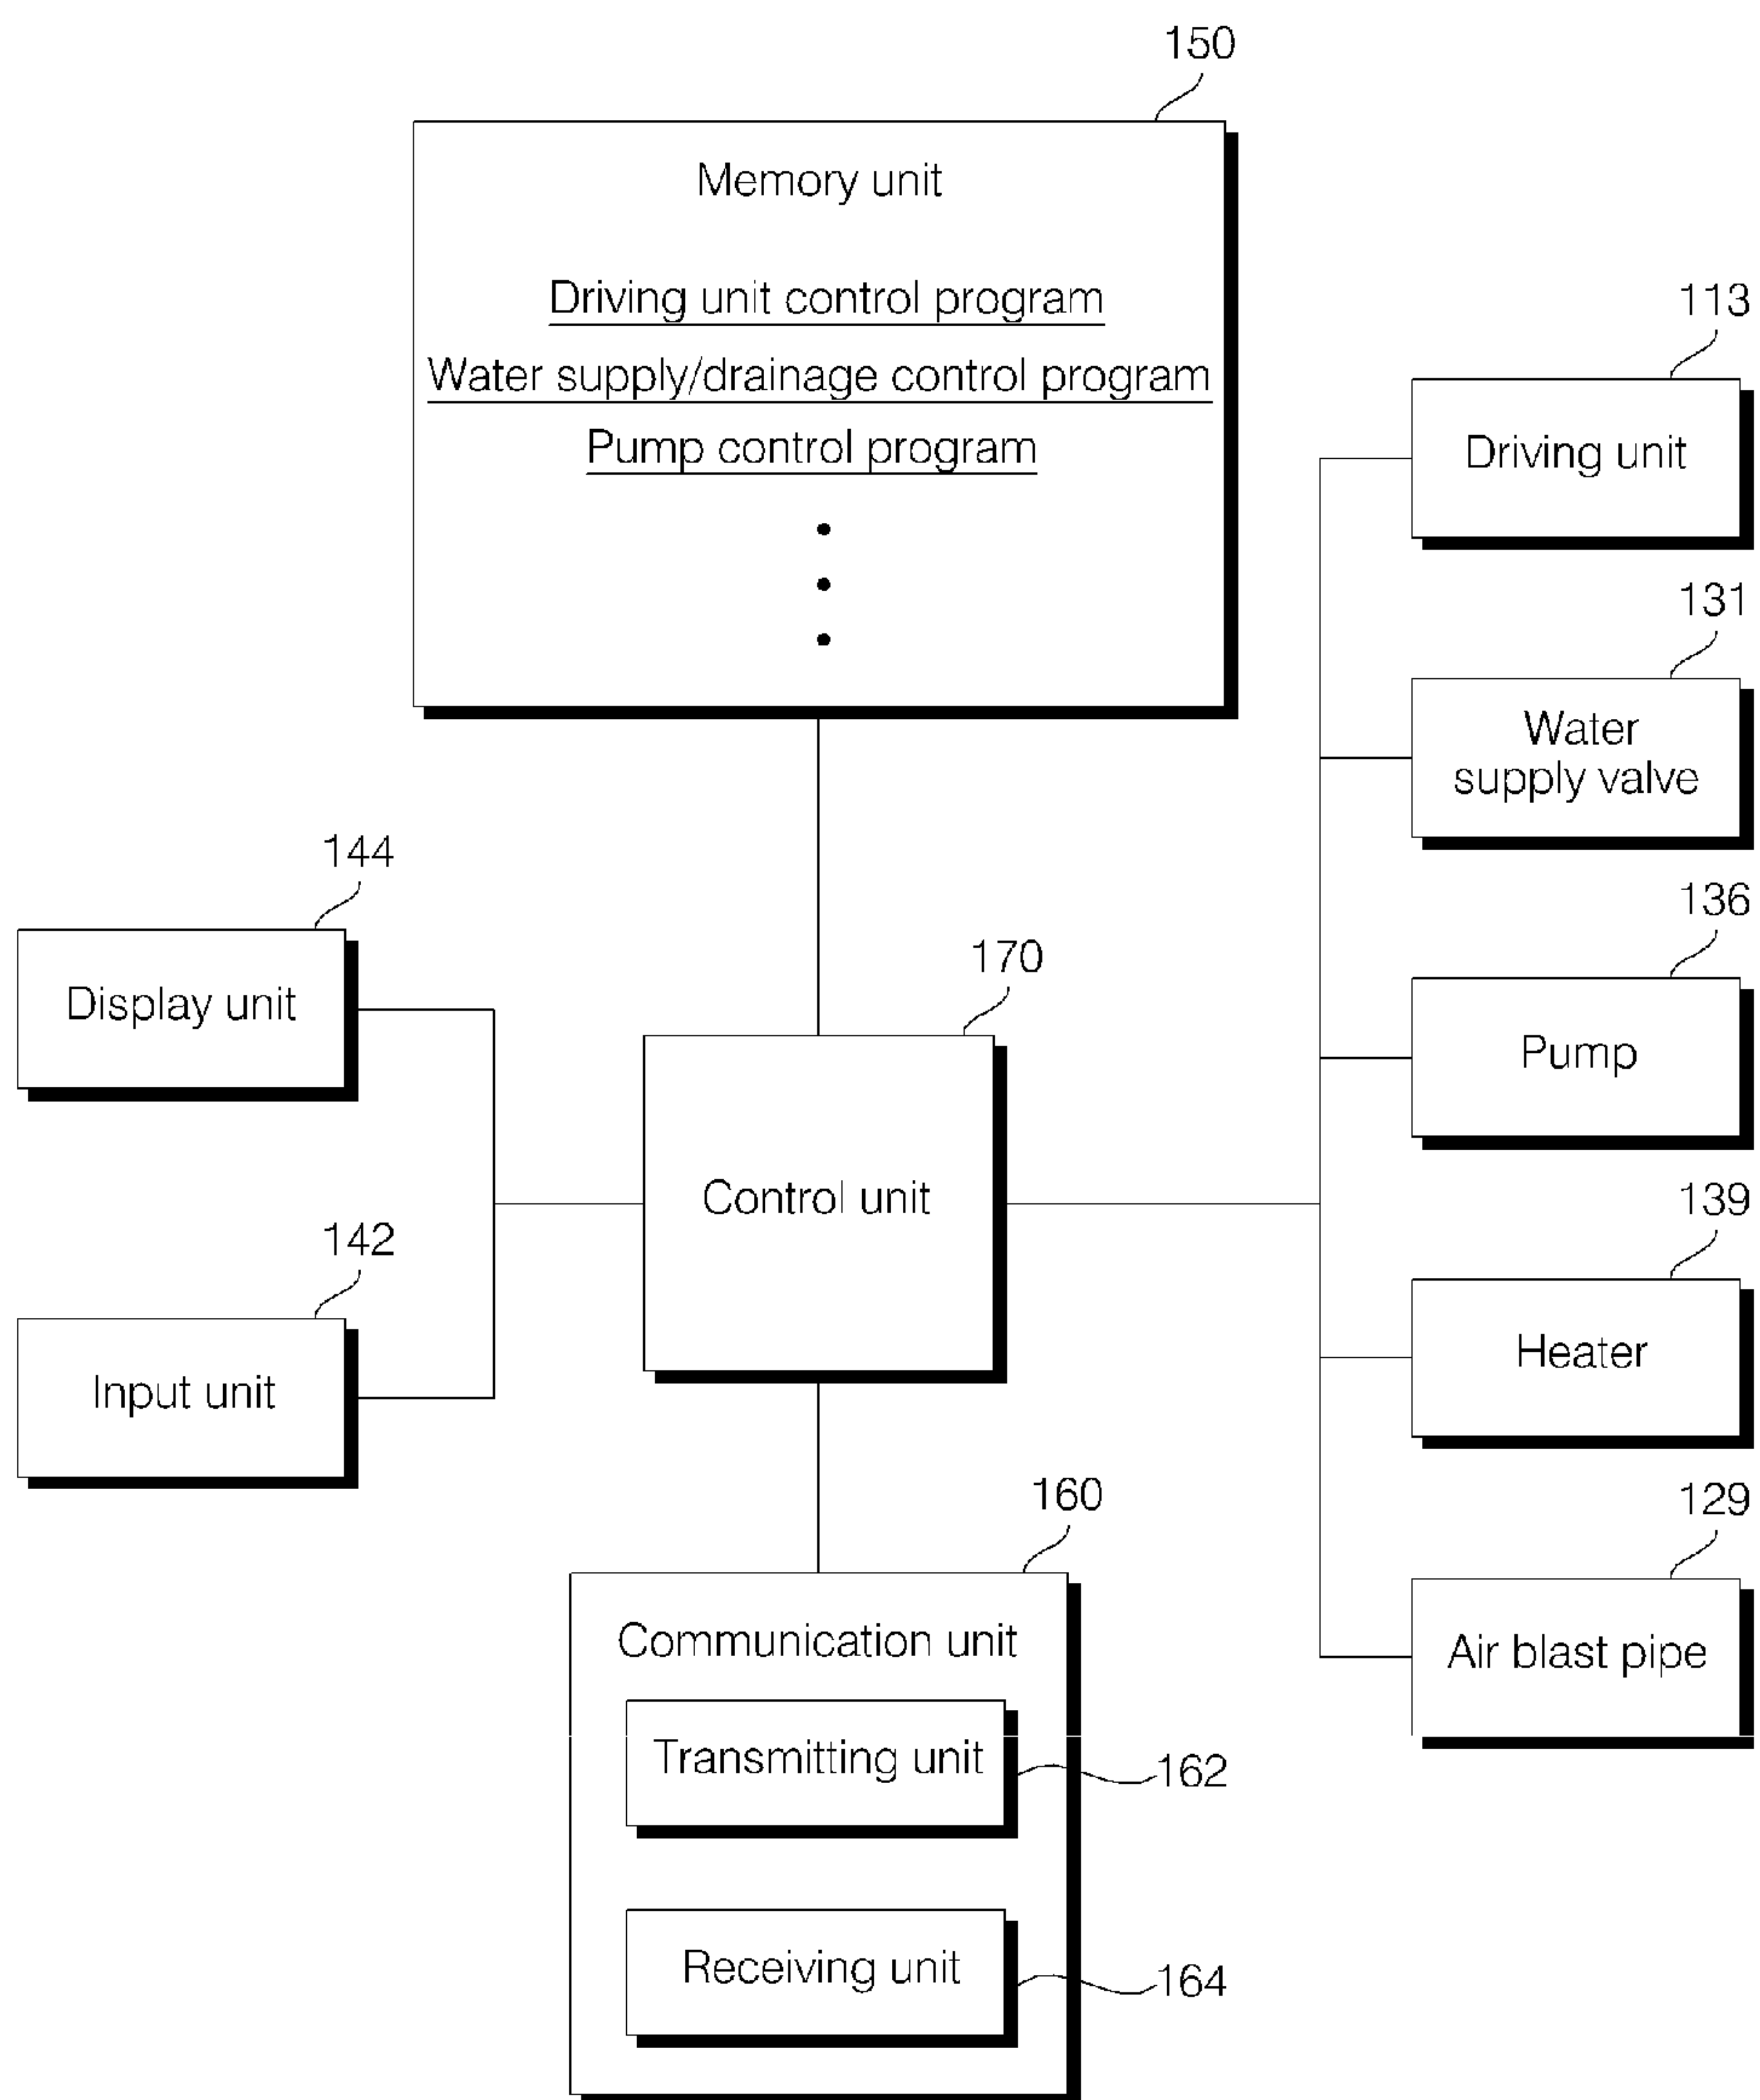 150
Memory unit
Driving unit control program
Water supply/drainage control program
Pump control program
113
Driving unit
131
Water
supply valve
144
Display unit
136
Pump
170
Control unit
142
Input unit
139
Heater
160
Communication unit
129
Air blast pipe
Transmitting unit
162
Receiving unit
164